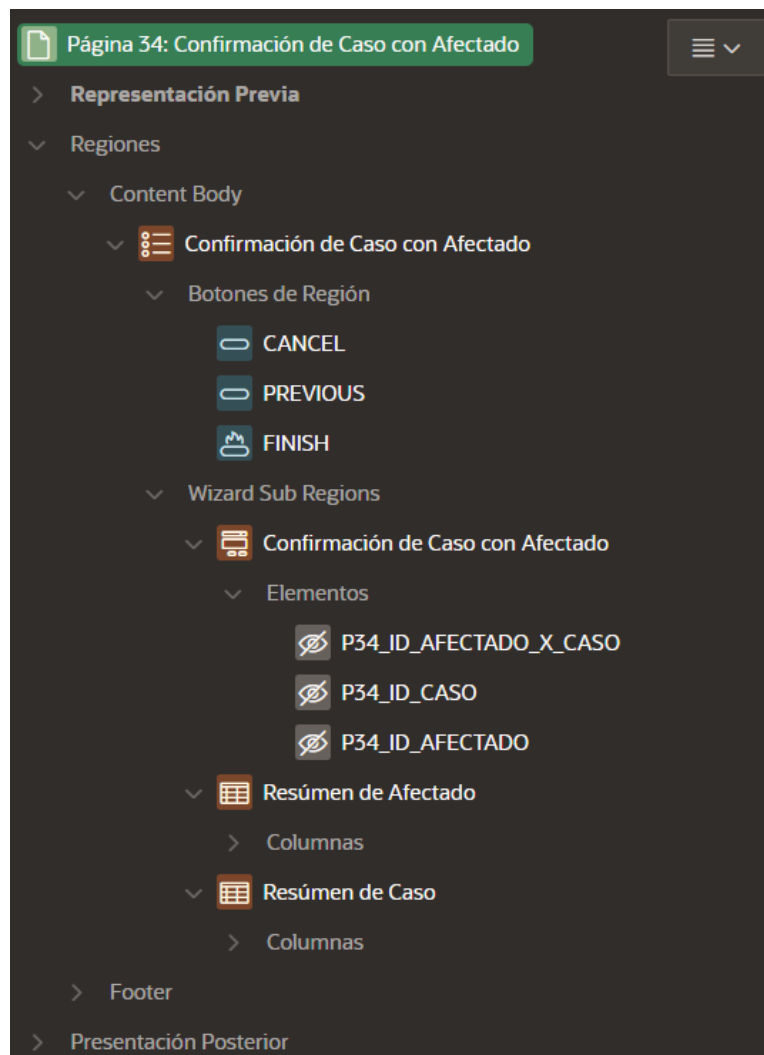 Página 34: Confirmación de Caso con Afectado
Representación Previa
Regiones
Content Body
Confirmación de Caso con Afectado
Botones de Región
CANCEL
PREVIOUS
FINISH
Wizard Sub Regions
Confirmación de Caso con Afectado
Elementos
P34_ID_AFECTADO_X_CASO
P34_ID_CASO
P34_ID_AFECTADO
Resúmen de Afectado
Columnas
Resúmen de Caso
Columnas
Footer
Presentación Posterior